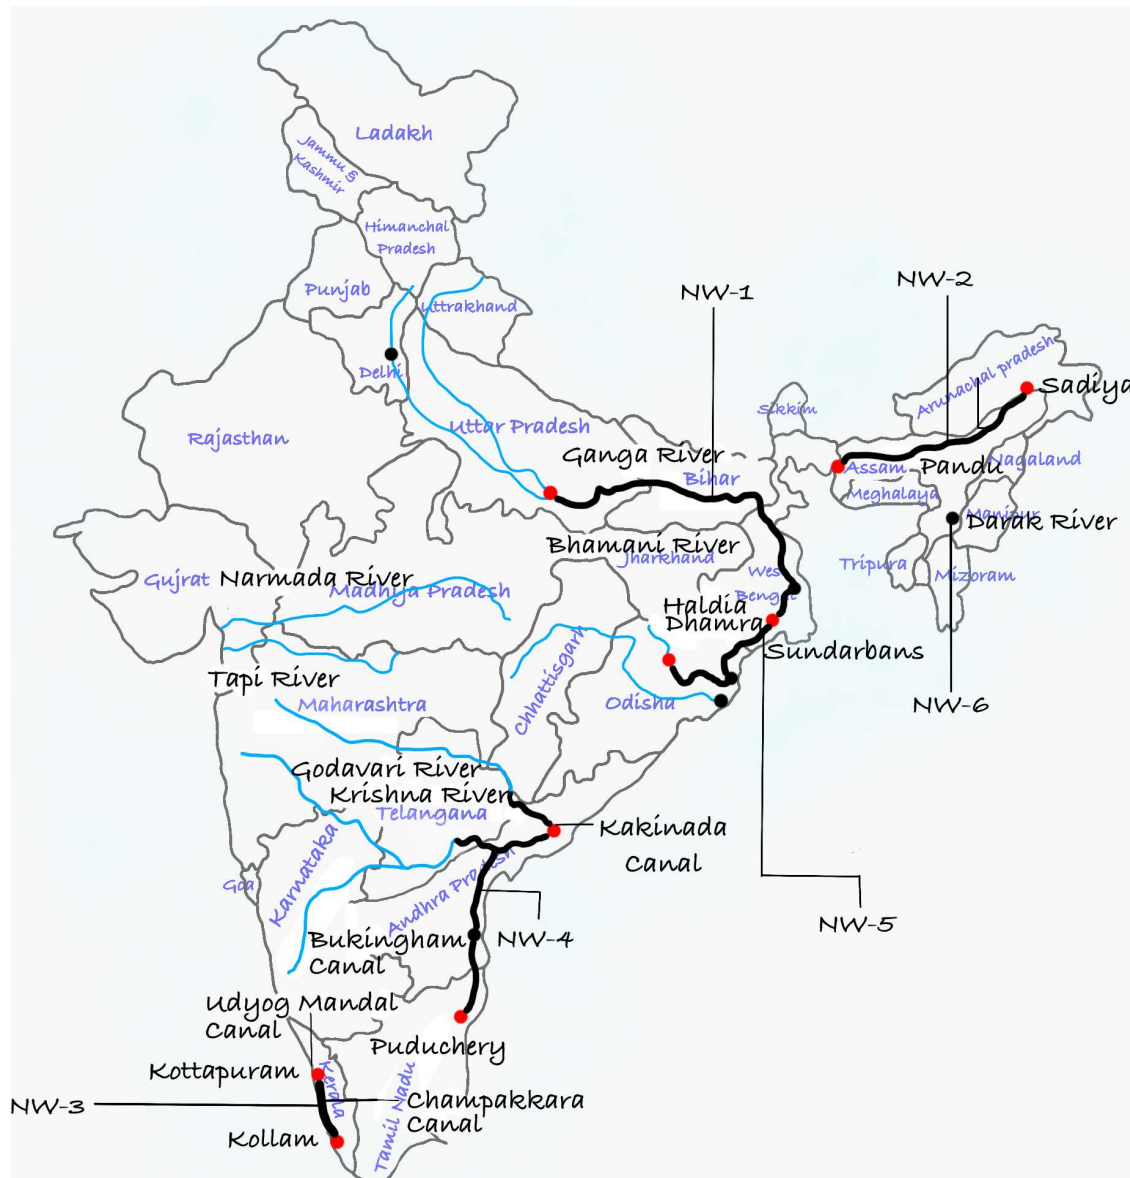 Ladakh
Jammu &
Kashmir
Himanchal
Pradesh
Punjab
Uttrakhand
NW-1
NW-2
Delhi
Arunachal pradesh
Sadiya
Sikkim
Rajasthan
Uttar Pradesh
Ganga River
Bihar
Assam
Pandu
Nagaland
Meghalaya
Manipur
Darak River
Bhamani River
Jharkhand
Gujrat
Narmada River
Madhija Pradesh
West
Bengal
Tripura
Mizoram
Haldia
Dhamra
Sundarbans
Chhattisgarh
Tapi River
Maharashtra
Odisha
NW-6
Godavari River
Krishna River
Telangana
Kakinada
Canal
Karnataka
Goa
Andhra Pradesh
NW-5
Bukingham
Canal
NW-4
Udyog Mandal
Canal
Puduchery
Kottapuram
Kerala
NW-3
Champakkara
Canal
Kollam
Tamil Nadu